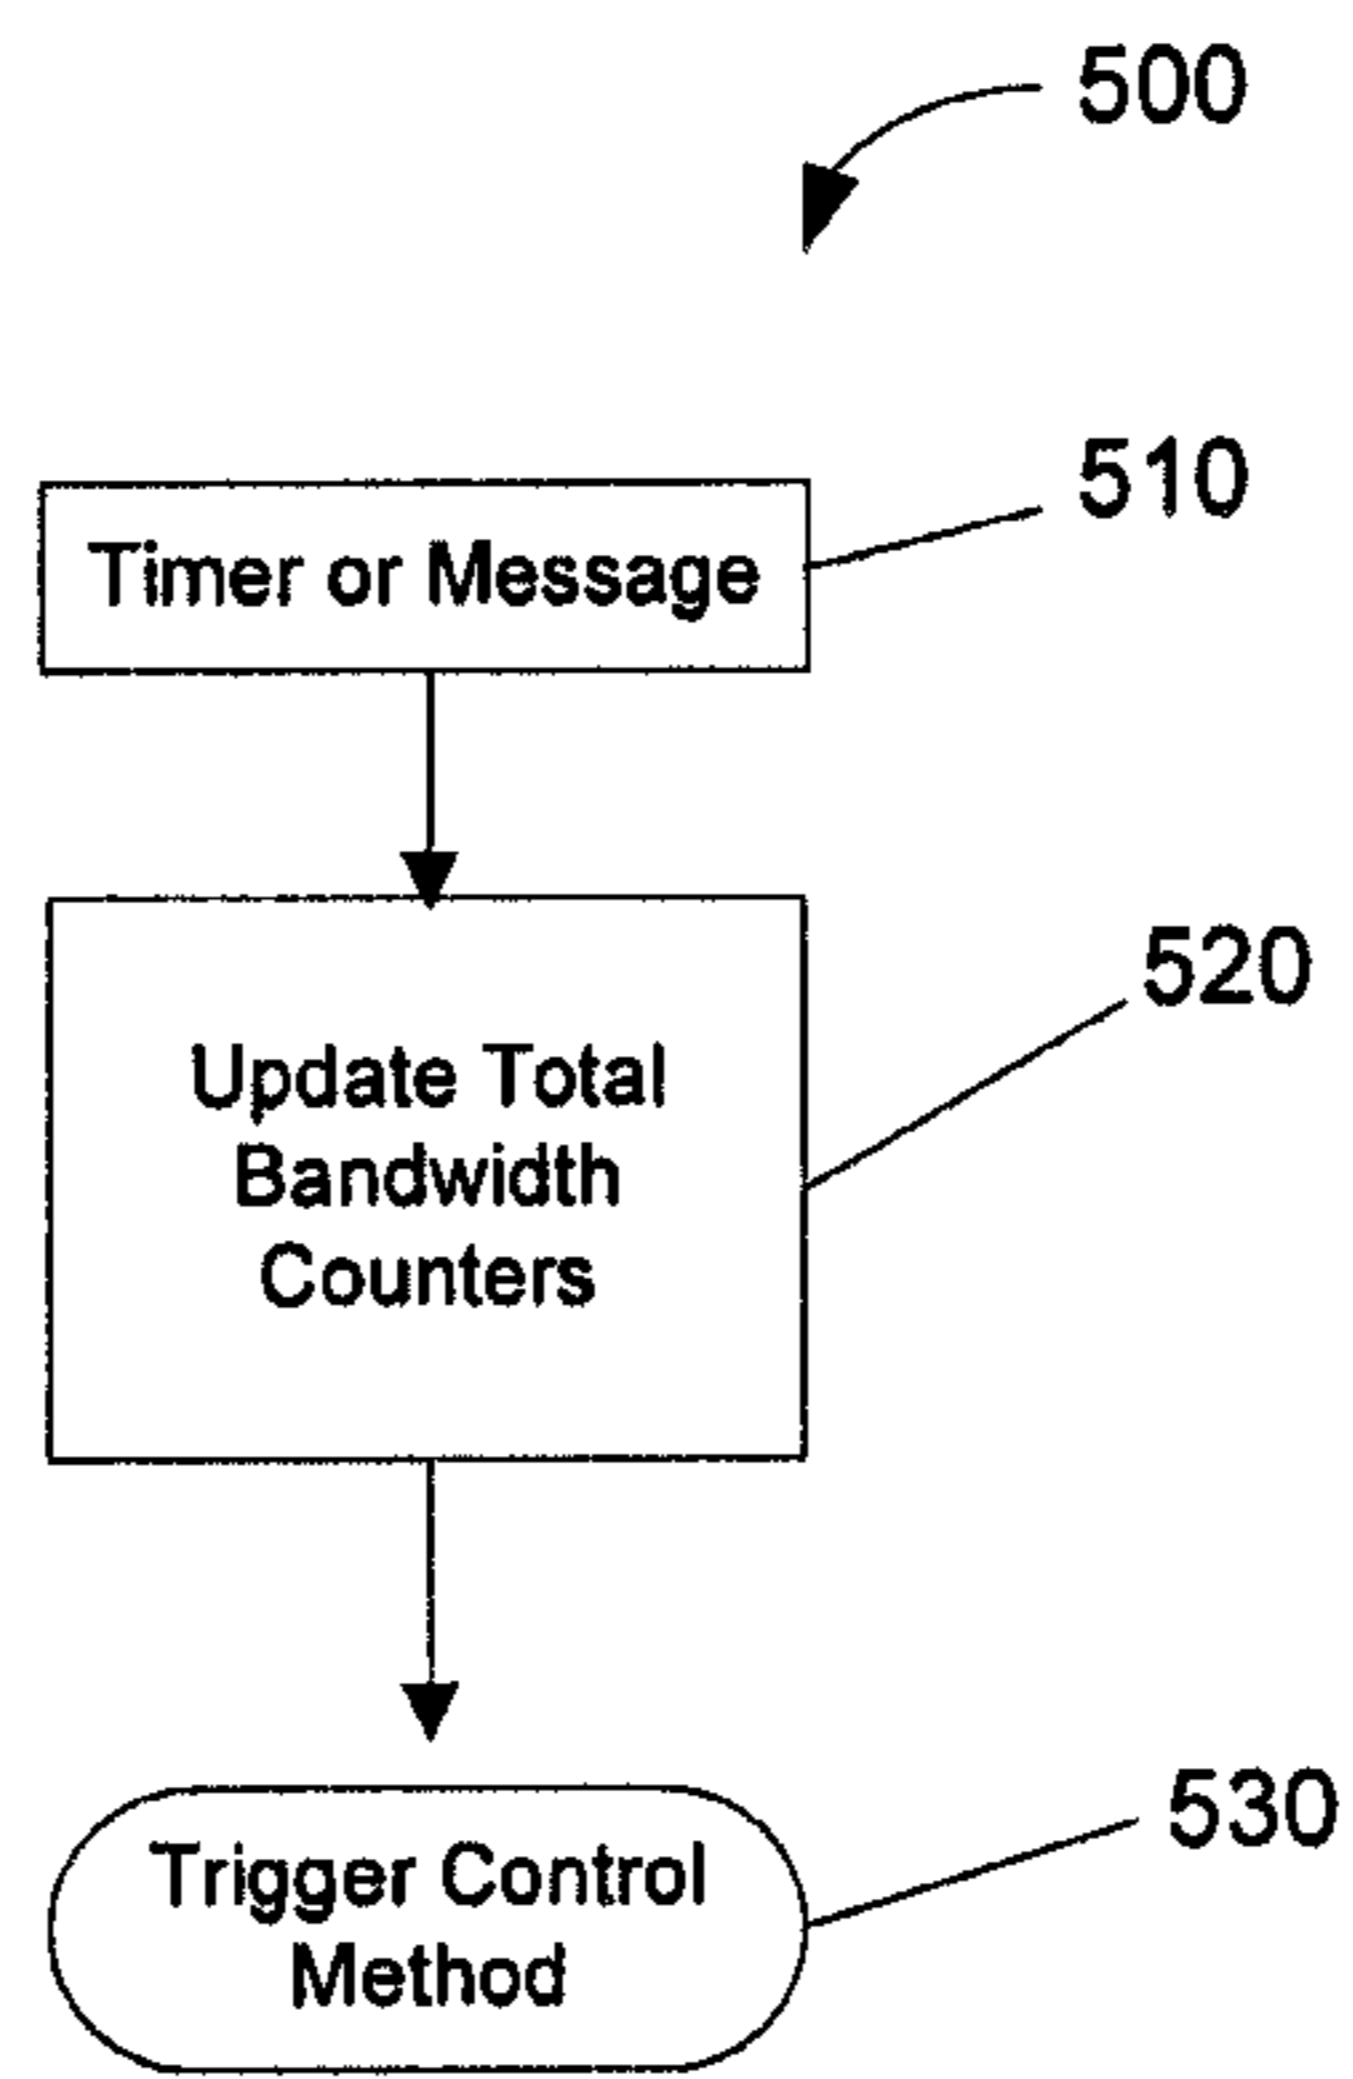 500
510
Timer or Message
520
Update Total
Bandwidth
Counters
530
Trigger Control
Method